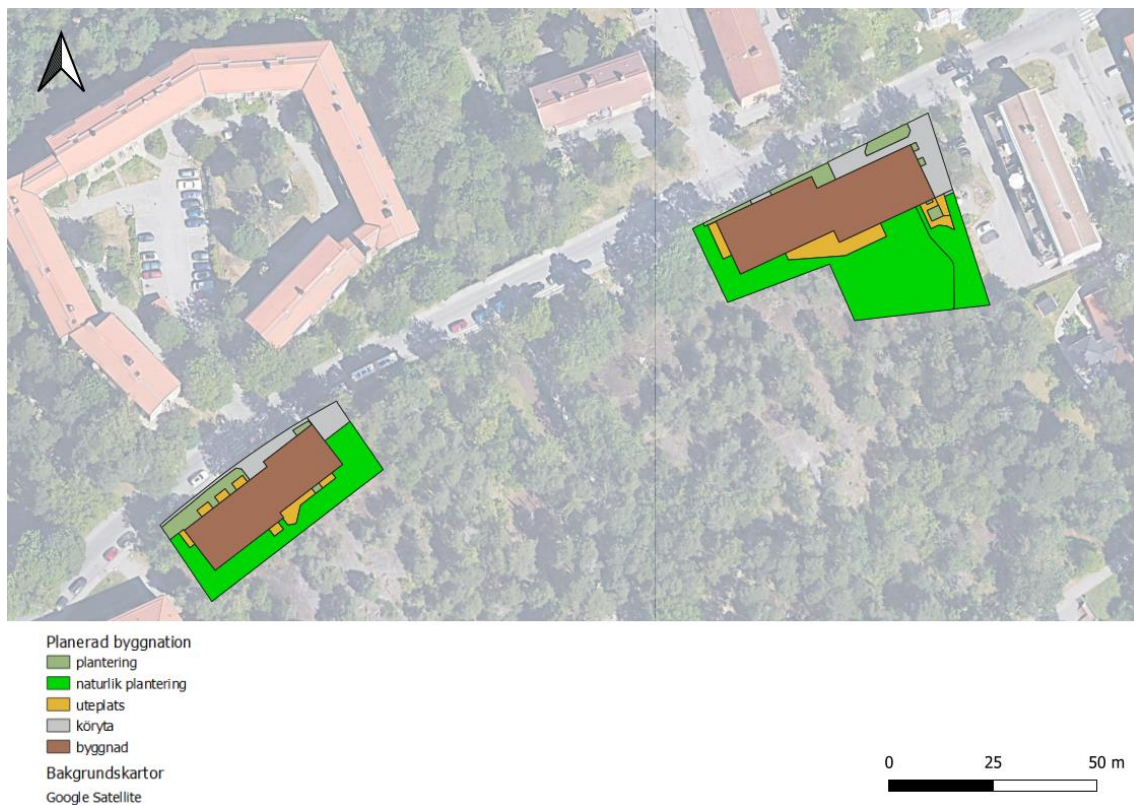 Planerad byggnation
plantering
naturlik plantering
uteplats
köryta
byggnad
Bakgrundskartor
Google Satellite
0 25 50 m